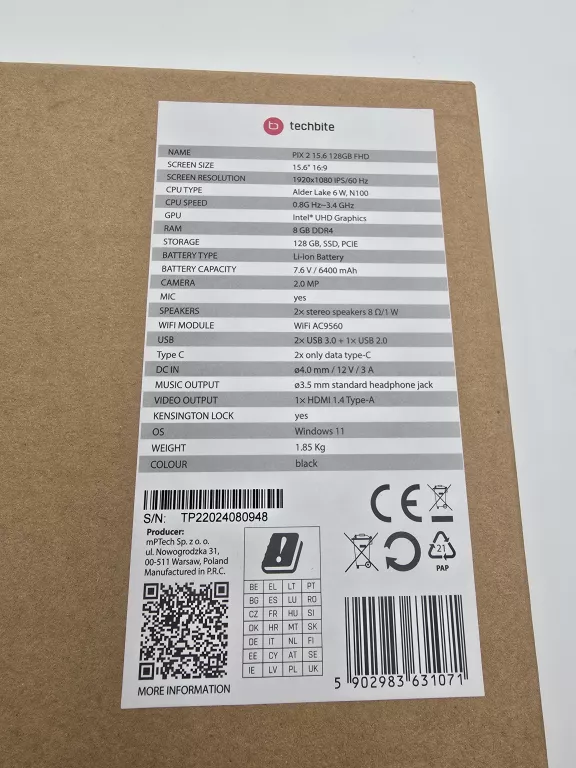 techbite
NAME PIX 2 15.6 128GB FHD
SCREEN SIZE 15.6" 16:9
SCREEN RESOLUTION 1920x1080 IPS/60 Hz
CPU TYPE Alder Lake 6 W, N100
CPU SPEED 0.8G Hz~3.4 GHz
GPU Intel® UHD Graphics
RAM 8 GB DDR4
STORAGE 128 GB, SSD, PCIE
BATTERY TYPE Li-ion Battery
BATTERY CAPACITY 7.6 V / 6400 mAh
CAMERA 2.0 MP
MIC yes
SPEAKERS 2× stereo speakers 8 Ω/1 W
WIFI MODULE WiFi AC9560
USB 2× USB 3.0 + 1× USB 2.0
Type C 2x only data type-C
DC IN ø4.0 mm / 12 V / 3 A
MUSIC OUTPUT ø3.5 mm standard headphone jack
VIDEO OUTPUT 1× HDMI 1.4 Type-A
KENSINGTON LOCK yes
OS Windows 11
WEIGHT 1.85 Kg
COLOUR black
S/N: TP22024080948
Producer:
mPTech Sp. z o. o.
ul. Nowogrodzka 31,
00-511 Warsaw, Poland
Manufactured in P.R.C.
MORE INFORMATION
BE EL LT PT
BG ES LU RO
CZ FR HU SI
DK HR MT SK
DE IT NL FI
EE CY AT SE
IE LV PL UK
CE
21
PAP
5 902983 631071